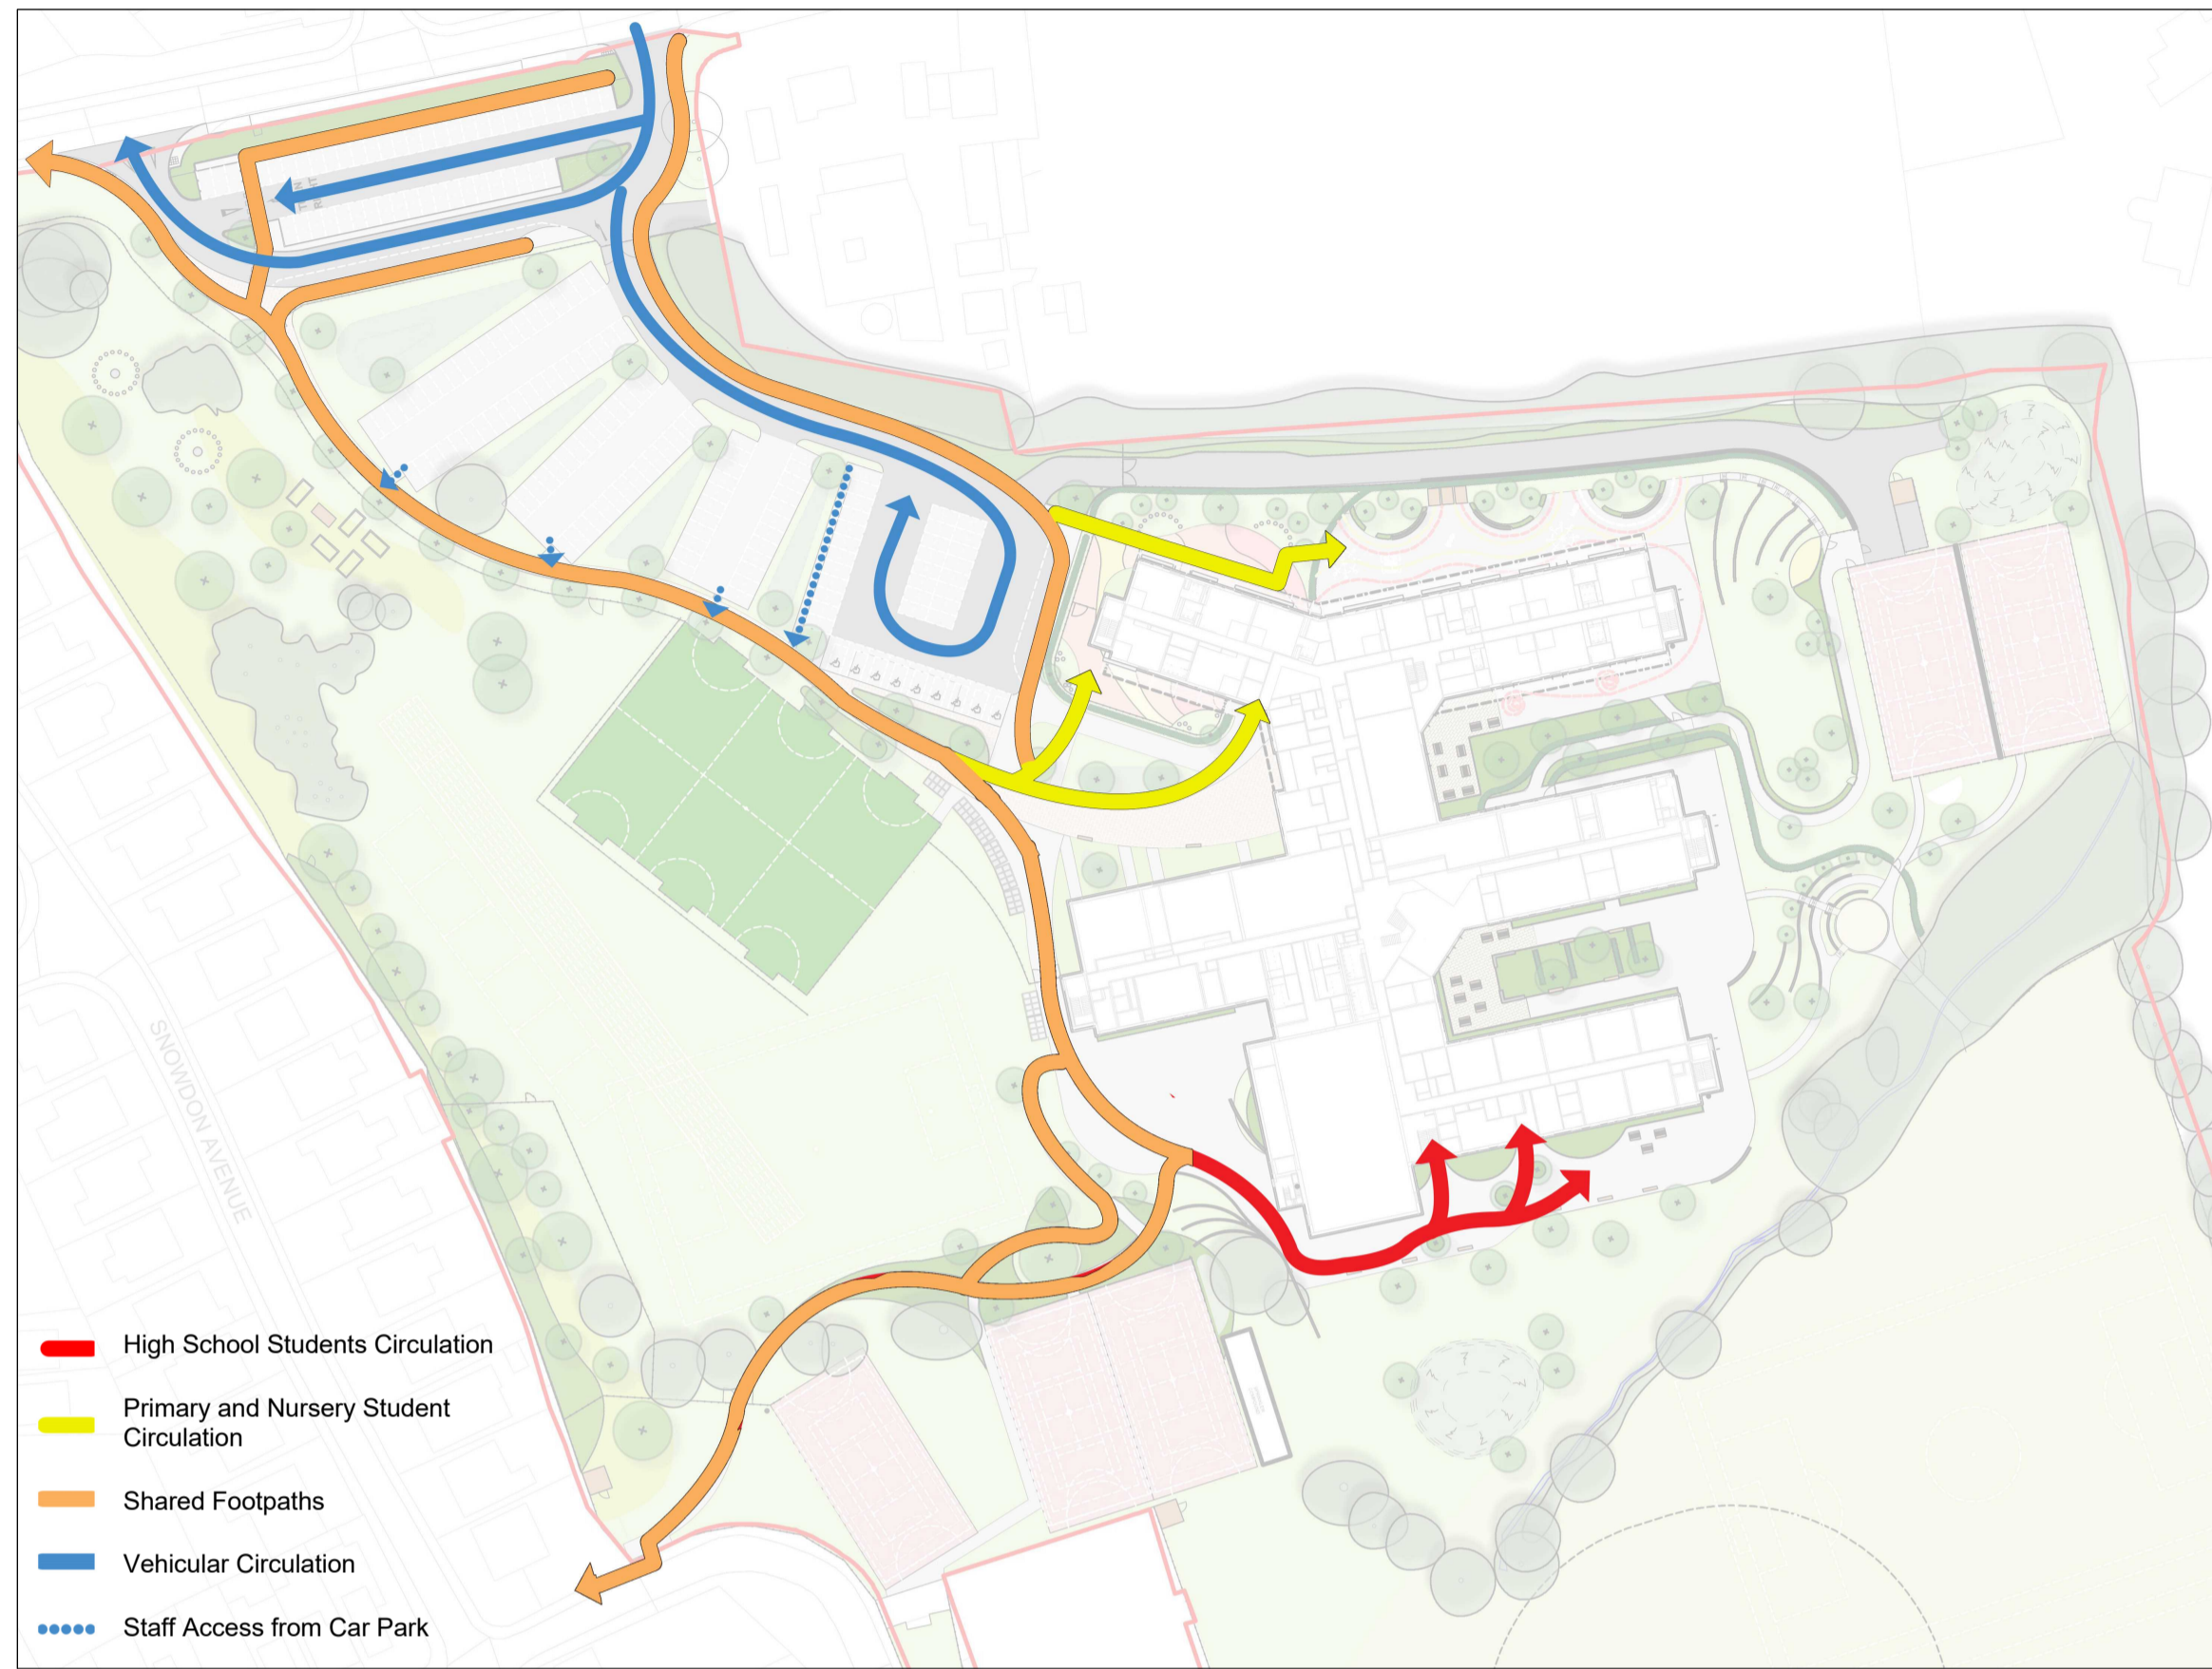 SNOWDON AVENUE
High School Students Circulation
Primary and Nursery Student
Circulation
Shared Footpaths
Vehicular Circulation
Staff Access from Car Park